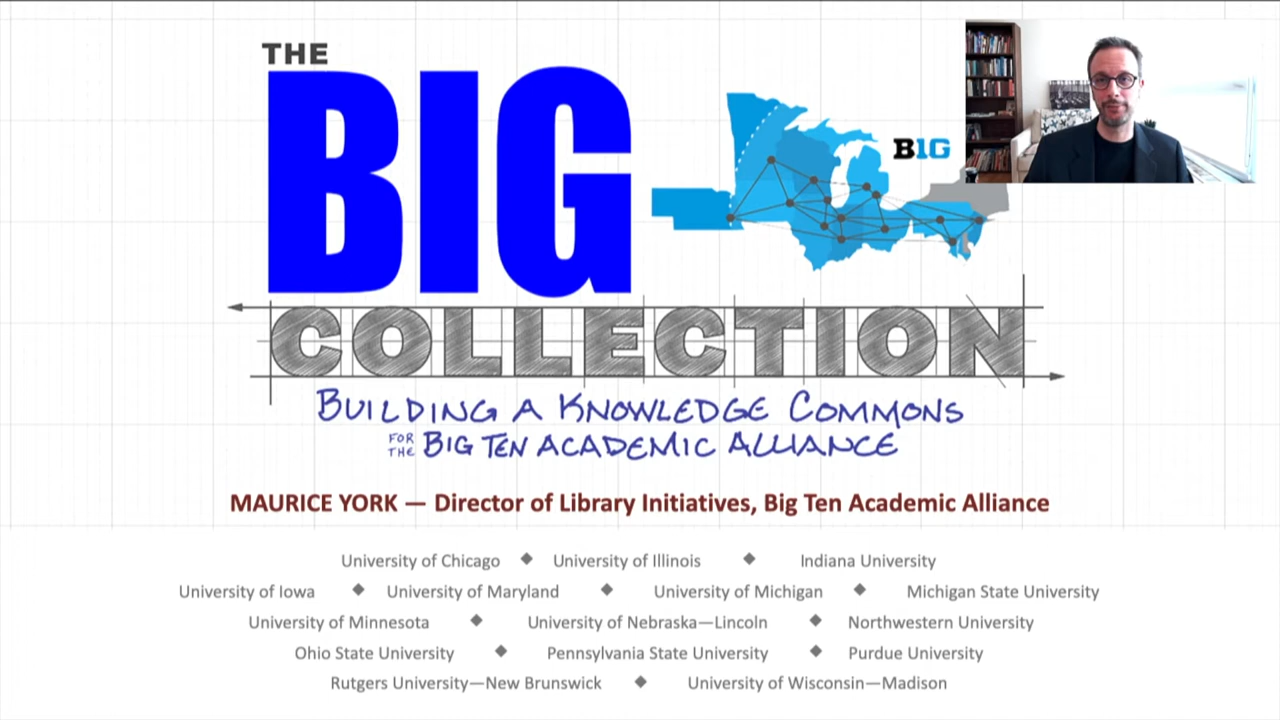 THE
BIG
B1G
COLLECTION
BUILDING A KNOWLEDGE COMMONS
FOR THE BIG TEN ACADEMIC ALLIANCE
MAURICE YORK — Director of Library Initiatives, Big Ten Academic Alliance
University of Chicago ◆ University of Illinois ◆ Indiana University
University of Iowa ◆ University of Maryland ◆ University of Michigan ◆ Michigan State University
University of Minnesota ◆ University of Nebraska—Lincoln ◆ Northwestern University
Ohio State University ◆ Pennsylvania State University ◆ Purdue University
Rutgers University—New Brunswick ◆ University of Wisconsin—Madison